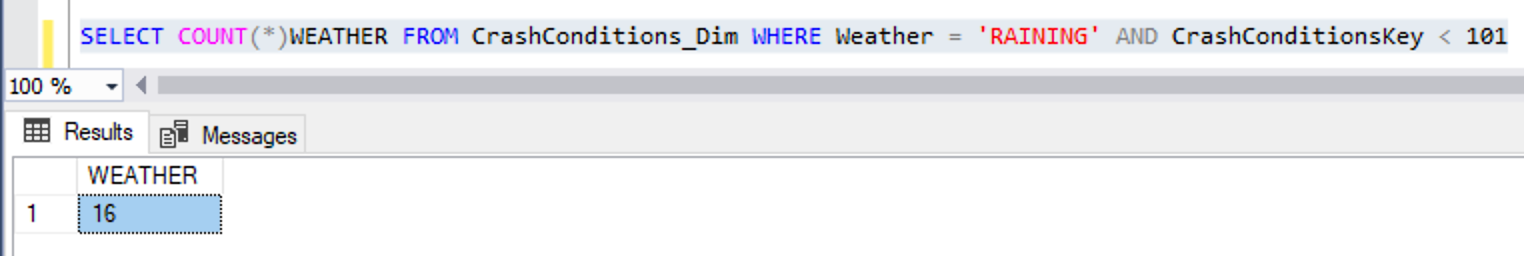 SELECT COUNT(*)WEATHER FROM CrashConditions_Dim WHERE Weather = 'RAINING' AND CrashConditionsKey < 101
100 %
Results Messages
WEATHER
1 16